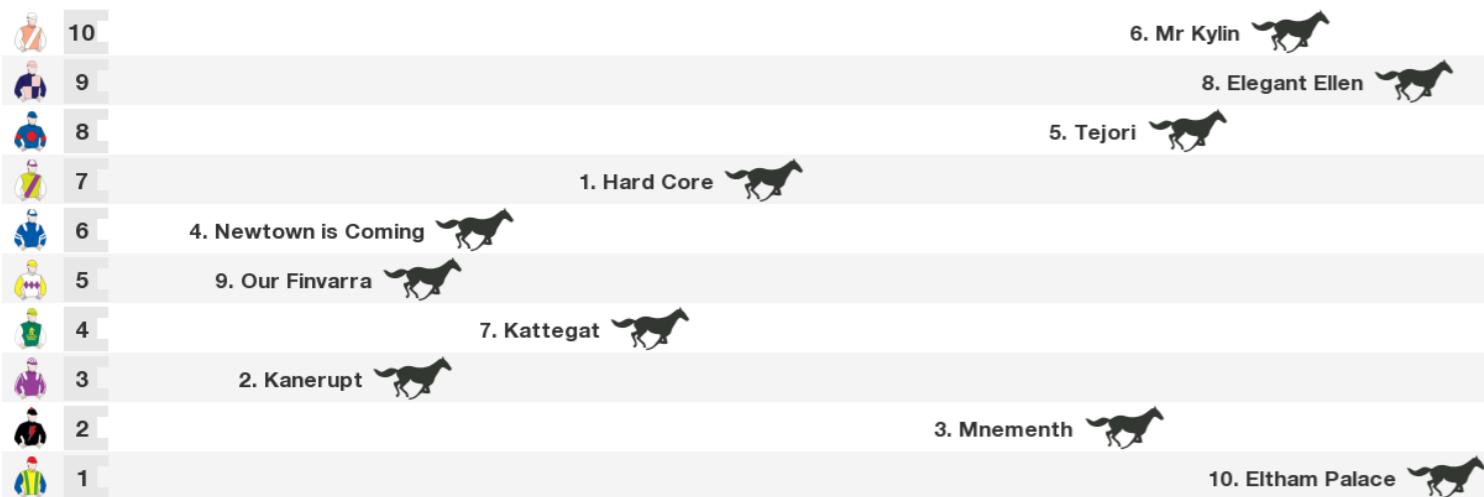 10 6. Mr Kylin
9 8. Elegant Ellen
8 5. Tejori
7 1. Hard Core
6 4. Newtown is Coming
5 9. Our Finvarra
4 7. Kattegat
3 2. Kanerupt
2 3. Mnementh
1 10. Eltham Palace